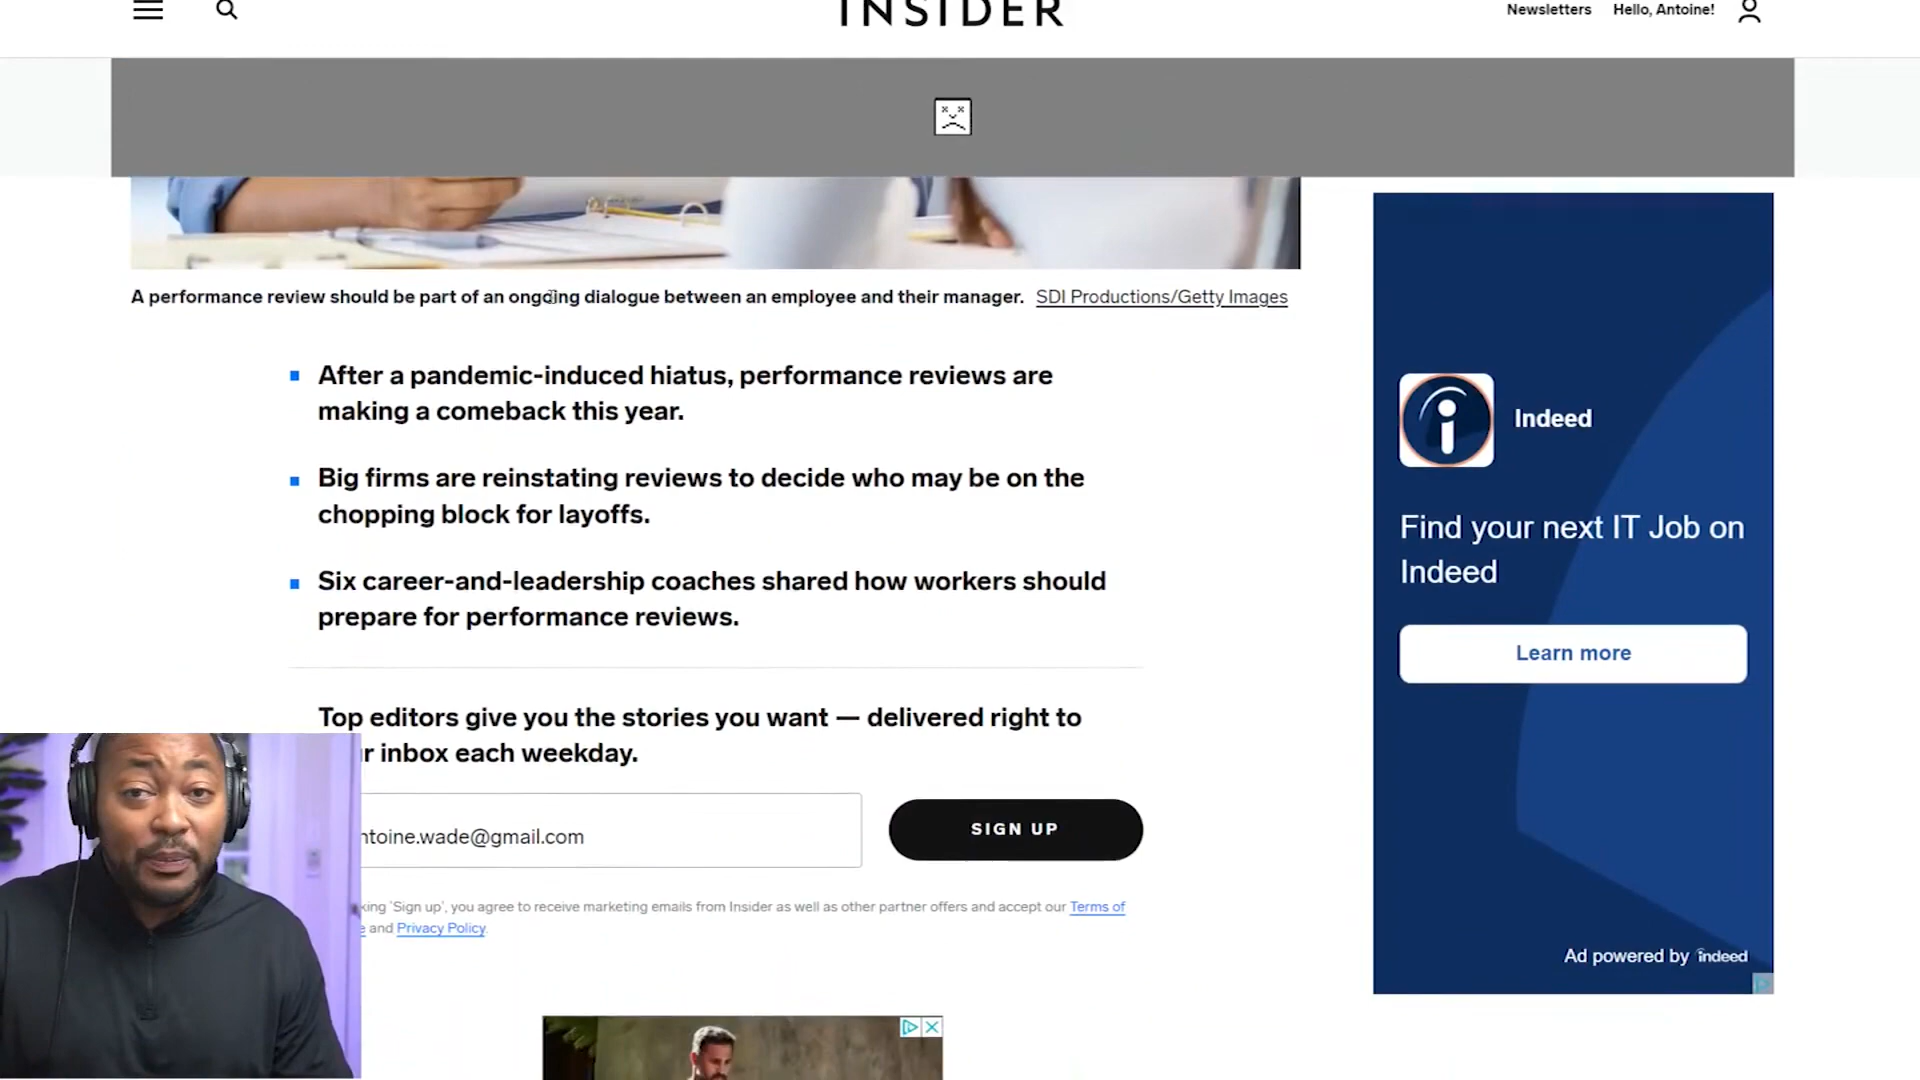 INSIDER
Newsletters Hello, Antoine!
A performance review should be part of an ongoing dialogue between an employee and their manager. SDI Productions/Getty Images
After a pandemic-induced hiatus, performance reviews are
making a comeback this year.
Big firms are reinstating reviews to decide who may be on the
chopping block for layoffs.
Six career-and-leadership coaches shared how workers should
prepare for performance reviews.
Top editors give you the stories you want — delivered right to
r inbox each weekday.
ntoine.wade@gmail.com
SIGN UP
king 'Sign up', you agree to receive marketing emails from Insider as well as other partner offers and accept our Terms of
e and Privacy Policy.
Indeed
Find your next IT Job on
Indeed
Learn more
Ad powered by indeed